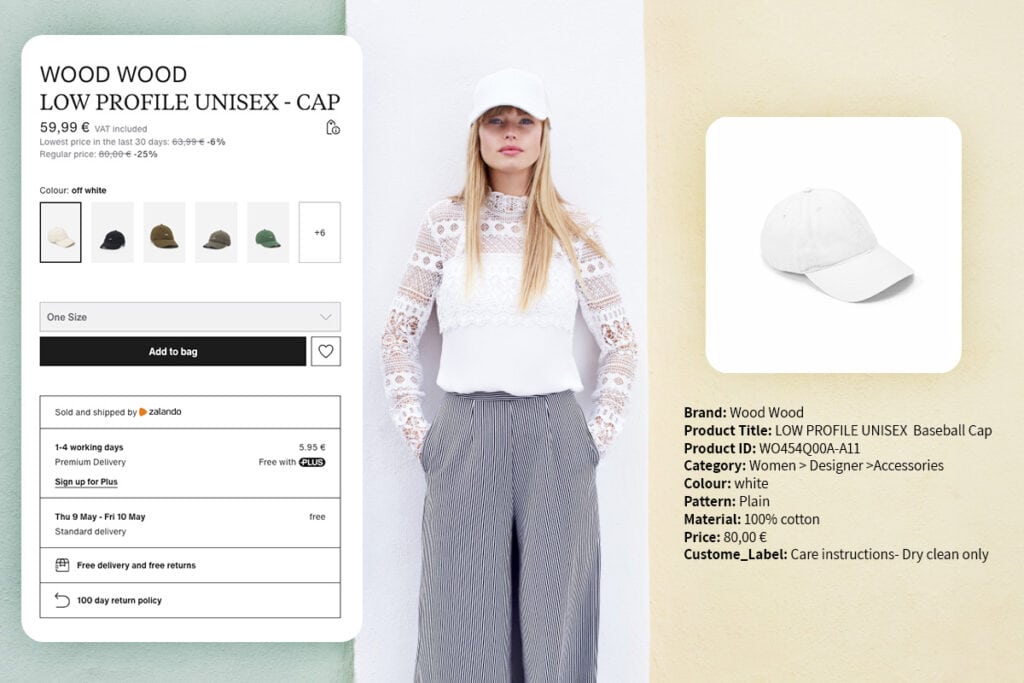 WOOD WOOD
LOW PROFILE UNISEX - CAP
59,99 € VAT included
Lowest price in the last 30 days: 63,99 € -6%
Regular price: 80,00 € -25%
Colour: off white
+6
One Size
Add to bag
Sold and shipped by zalando
1-4 working days 5.95 €
Premium Delivery Free with PLUS
Sign up for Plus
Thu 9 May - Fri 10 May free
Standard delivery
Free delivery and free returns
100 day return policy
Brand: Wood Wood
Product Title: LOW PROFILE UNISEX Baseball Cap
Product ID: WO454Q00A-A11
Category: Women > Designer >Accessories
Colour: white
Pattern: Plain
Material: 100% cotton
Price: 80,00 €
Custome_Label: Care instructions- Dry clean only